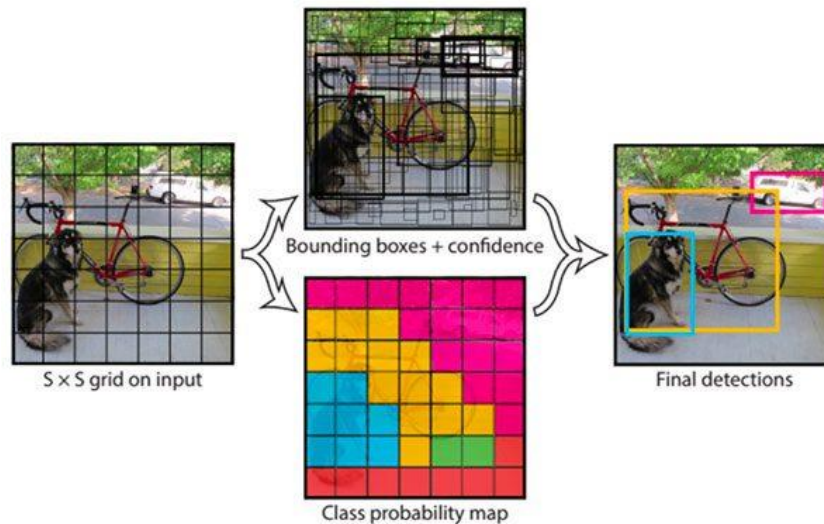 Bounding boxes + confidence
S × S grid on input
Final detections
Class probability map